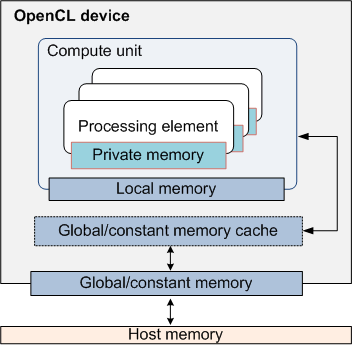 OpenCL device
Compute unit
Processing element
Private memory
Local memory
Global/constant memory cache
Global/constant memory
Host memory